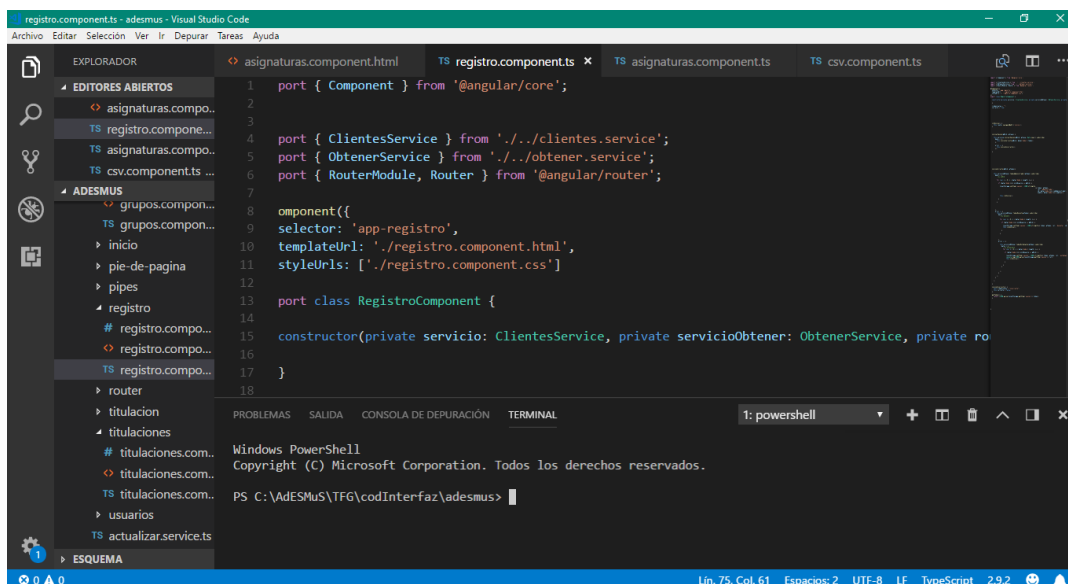 registro.component.ts - adesmus - Visual Studio Code
Archivo Editar Selección Ver Ir Depurar Tareas Ayuda
EXPLORADOR
EDITORES ABIERTOS
<> asignaturas.compo..
TS registro.compone...
TS asignaturas.compo..
TS csv.component.ts ...
ADESMUS
<> grupos.compon...
TS grupos.compon...
inicio
pie-de-pagina
pipes
registro
# registro.compo...
<> registro.compo...
TS registro.compo...
router
titulacion
titulaciones
# titulaciones.com..
<> titulaciones.com..
TS titulaciones.com..
usuarios
TS actualizar.service.ts
ESQUEMA
1
<> asignaturas.component.html TS registro.component.ts × TS asignaturas.component.ts TS csv.component.ts
1 port { Component } from '@angular/core';
2
3
4 port { ClientesService } from './../clientes.service';
5 port { ObtenerService } from './../obtener.service';
6 port { RouterModule, Router } from '@angular/router';
7
8 omponent({
9 selector: 'app-registro',
10 templateUrl: './registro.component.html',
11 styleUrls: ['./registro.component.css']
12
13 port class RegistroComponent {
14
15 constructor(private servicio: ClientesService, private servicioObtener: ObtenerService, private ro
16
17 }
18
PROBLEMAS SALIDA CONSOLA DE DEPURACIÓN TERMINAL 1: powershell
Windows PowerShell
Copyright (C) Microsoft Corporation. Todos los derechos reservados.
PS C:\AdESMuS\TFG\codInterfaz\adesmus>
0 0 Lín. 75, Col. 61 Espacios: 2 UTF-8 LF TypeScript 2.9.2